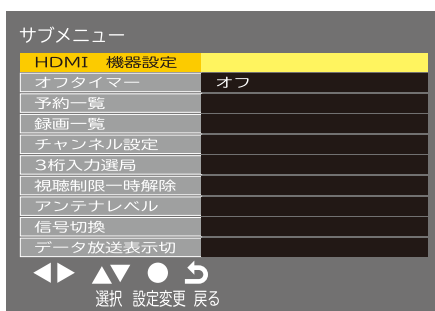 サブメニュー
HDMI 機器設定
オフタイマー オフ
予約一覧
録画一覧
チャンネル設定
3桁入力選局
視聴制限一時解除
アンテナレベル
信号切換
データ放送表示切
選択 設定変更 戻る